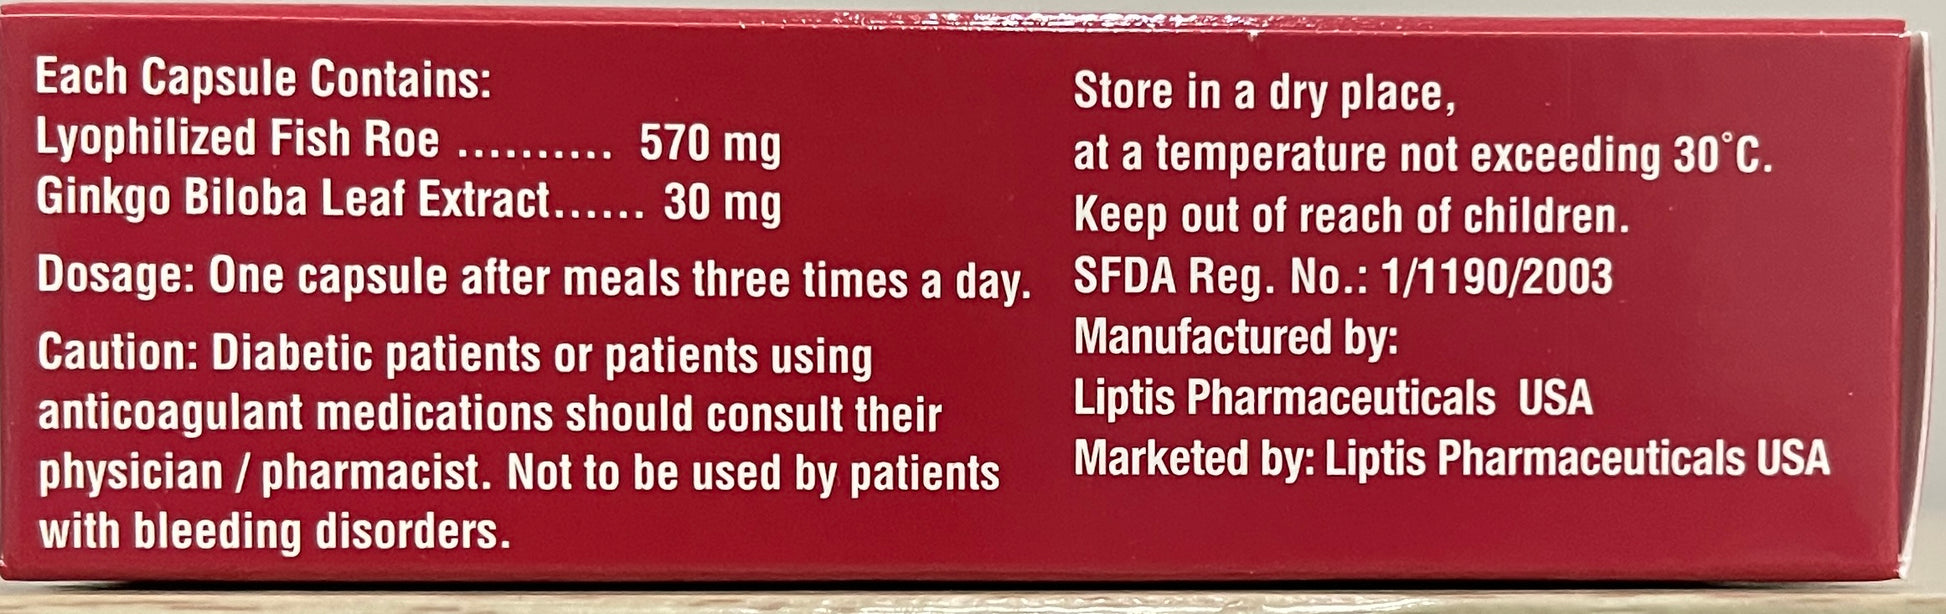 Each Capsule Contains:
Lyophilized Fish Roe .......... 570 mg
Ginkgo Biloba Leaf Extract...... 30 mg
Dosage: One capsule after meals three times a day.
Caution: Diabetic patients or patients using
anticoagulant medications should consult their
physician / pharmacist. Not to be used by patients
with bleeding disorders.
Store in a dry place,
at a temperature not exceeding 30°C.
Keep out of reach of children.
SFDA Reg. No.: 1/1190/2003
Manufactured by:
Liptis Pharmaceuticals USA
Marketed by: Liptis Pharmaceuticals USA